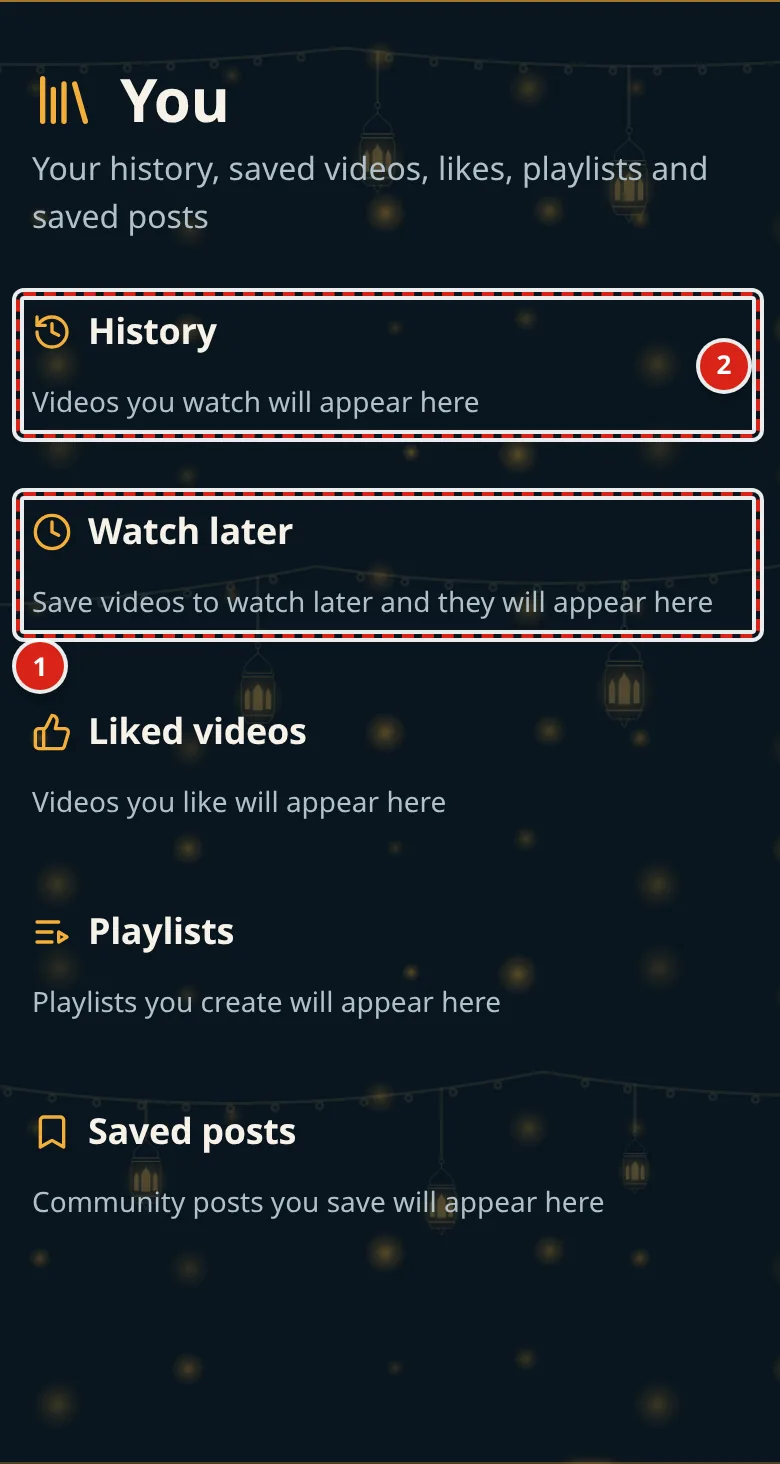 You
Your history, saved videos, likes, playlists and
saved posts
History
2
Videos you watch will appear here
Watch later
Save videos to watch later and they will appear here
1
Liked videos
Videos you like will appear here
Playlists
Playlists you create will appear here
Saved posts
Community posts you save will appear here